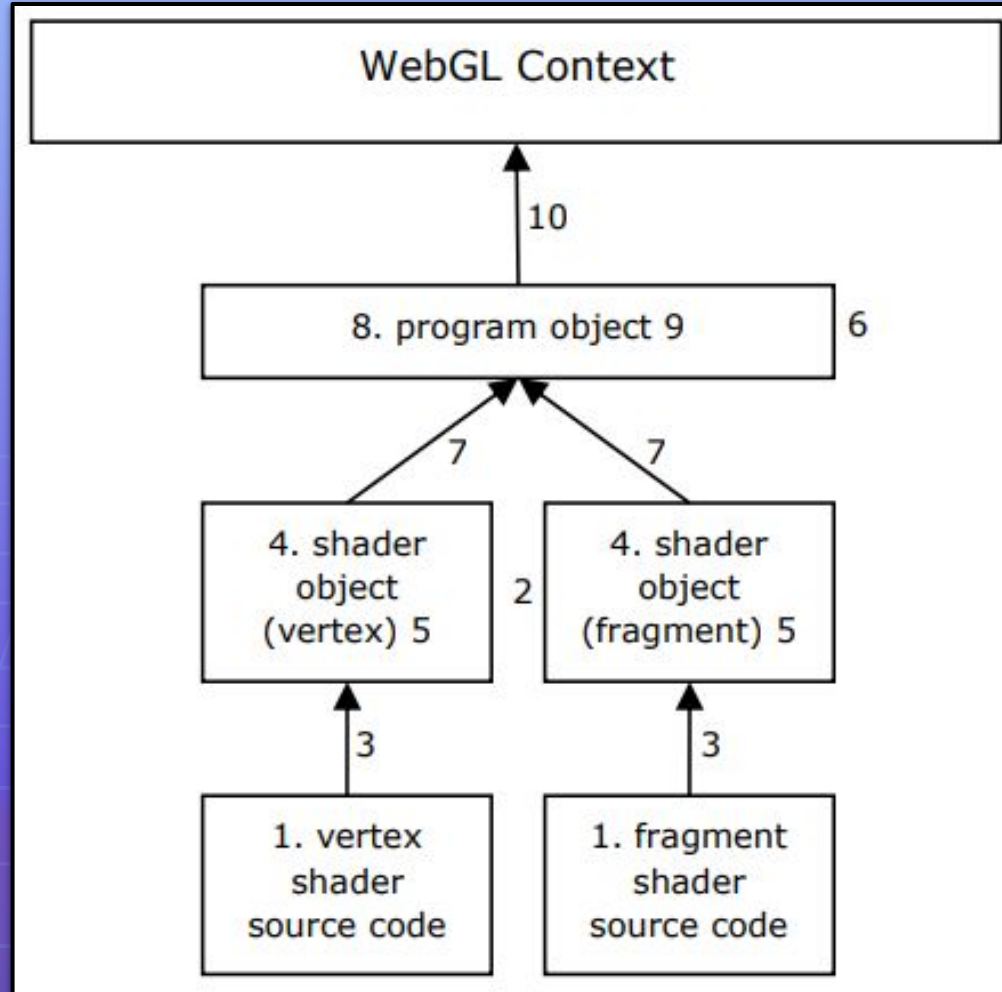 WebGL Context
10
8. program object 9
6
7
7
4. shader
object
(vertex) 5
2
4. shader
object
(fragment) 5
3
3
1. vertex
shader
source code
1. fragment
shader
source code